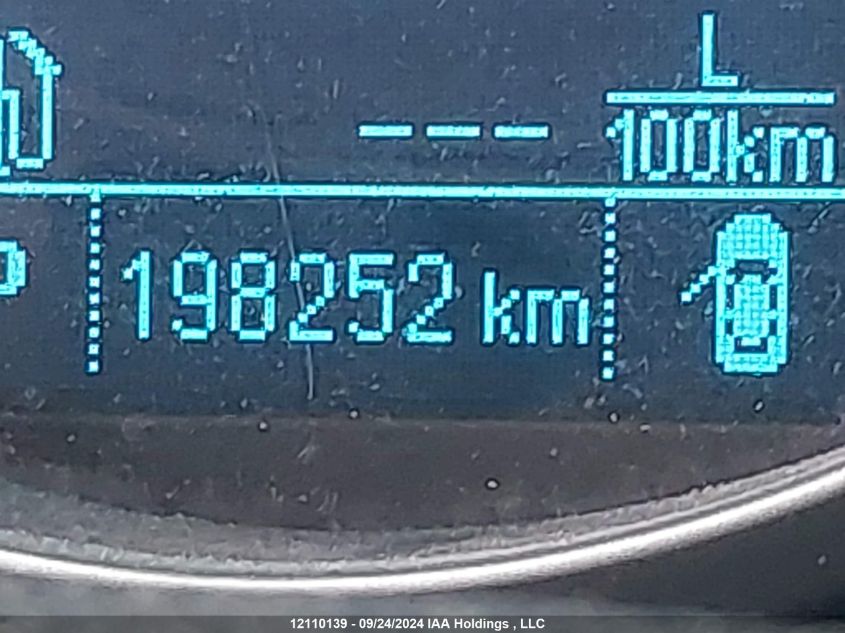 L
--- 100km
P 198252 km
12110139 - 09/24/2024 IAA Holdings , LLC